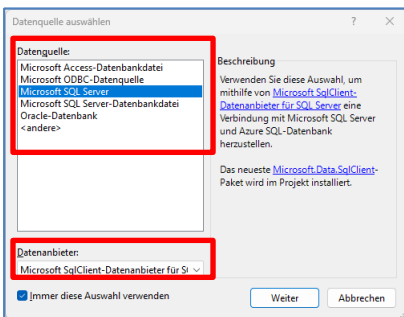 Datenquelle auswählen
Datenquelle:
Microsoft Access-Datenbankdatei
Microsoft ODBC-Datenquelle
Microsoft SQL Server
Microsoft SQL Server-Datenbankdatei
Oracle-Datenbank
<andere>
Beschreibung
Verwenden Sie diese Auswahl, um
mithilfe von Microsoft SqlClient-
Datenanbieter für SQL Server eine
Verbindung mit Microsoft SQL Server
und Azure SQL-Datenbank
herzustellen.
Das neueste Microsoft.Data.SqlClient-
Paket wird im Projekt installiert.
Datenanbieter:
Microsoft SqlClient-Datenanbieter für S
Immer diese Auswahl verwenden
Weiter
Abbrechen